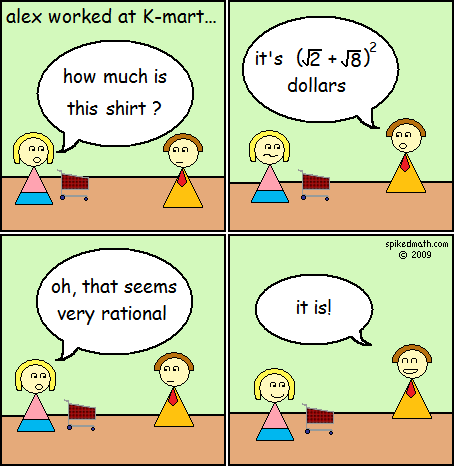 alex worked at K-mart...
how much is
this shirt ?
it's (√2 + √8)²
dollars
oh, that seems
very rational
spikedmath.com
© 2009
it is!